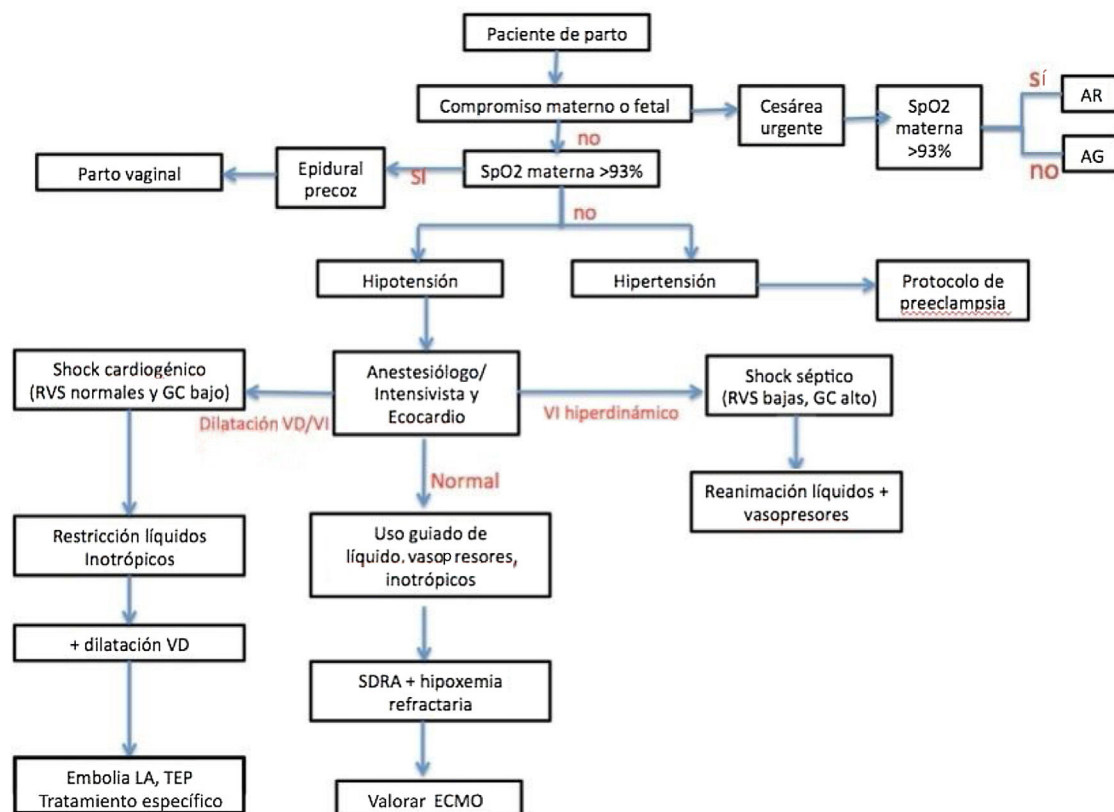 Paciente de parto
Compromiso materno o fetal
Cesárea
urgente
SpO2
materna
>93%
sí
AR
no
AG
no
SpO2 materna >93%
SI
Epidural
precoz
Parto vaginal
no
Hipotensión
Hipertensión
Protocolo de
preeclampsia
Shock cardiogénico
(RVS normales y GC bajo)
Dilatación VD/VI
Anestesiólogo/
Intensivista y
Ecocardio
VI hiperdinámico
Shock séptico
(RVS bajas, GC alto)
Normal
Reanimación líquidos +
vasopresores
Restricción líquidos
Inotrópicos
Uso guiado de
líquido, vasopresores,
inotrópicos
+ dilatación VD
SDRA + hipoxemia
refractaria
Embolia LA, TEP
Tratamiento específico
Valorar ECMO